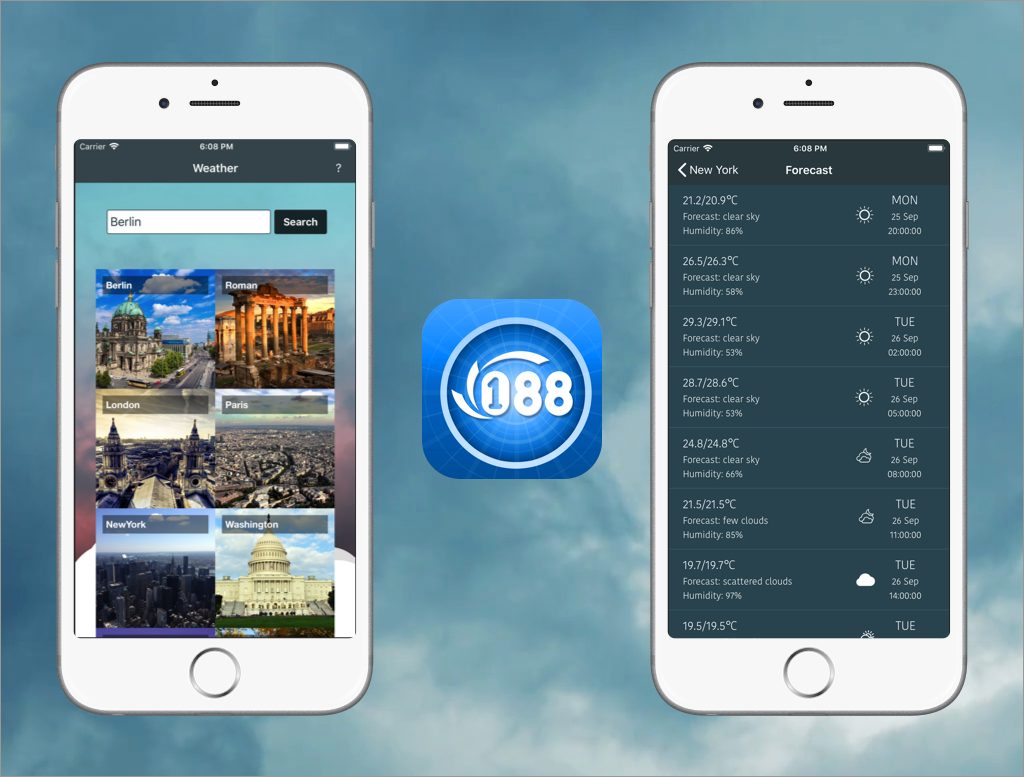 Carrier 6:08 PM
Weather ?
Berlin Search
Berlin Roman
London Paris
NewYork Washington
188
Carrier 6:08 PM
New York Forecast
21.2/20.9°C MON
Forecast: clear sky 25 Sep
Humidity: 86% 20:00:00
26.5/26.3°C MON
Forecast: clear sky 25 Sep
Humidity: 58% 23:00:00
29.3/29.1°C TUE
Forecast: clear sky 26 Sep
Humidity: 53% 02:00:00
28.7/28.6°C TUE
Forecast: clear sky 26 Sep
Humidity: 53% 05:00:00
24.8/24.8°C TUE
Forecast: clear sky 26 Sep
Humidity: 66% 08:00:00
21.5/21.5°C TUE
Forecast: few clouds 26 Sep
Humidity: 85% 11:00:00
19.7/19.7°C TUE
Forecast: scattered clouds 26 Sep
Humidity: 97% 14:00:00
19.5/19.5°C TUE